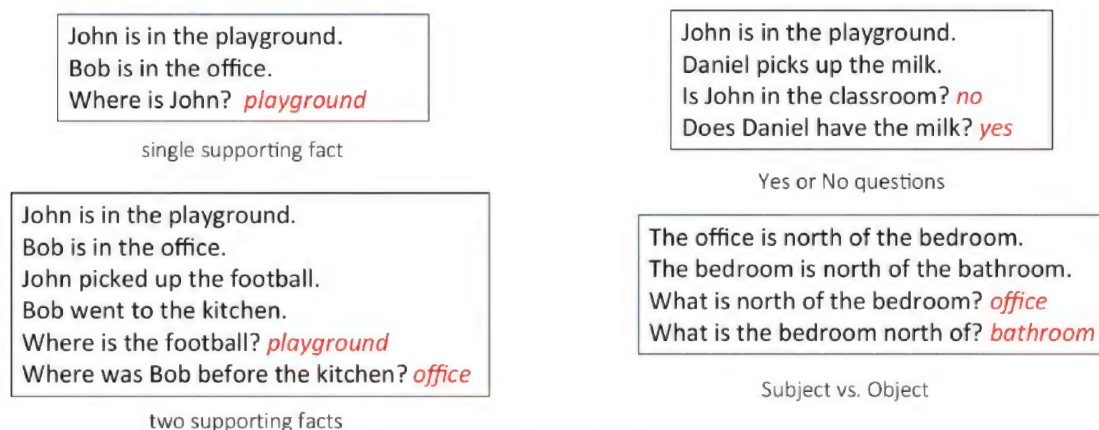 John is in the playground.
Bob is in the office.
Where is John? playground
single supporting fact
John is in the playground.
Bob is in the office.
John picked up the football.
Bob went to the kitchen.
Where is the football? playground
Where was Bob before the kitchen? office
two supporting facts
John is in the playground.
Daniel picks up the milk.
Is John in the classroom? no
Does Daniel have the milk? yes
Yes or No questions
The office is north of the bedroom.
The bedroom is north of the bathroom.
What is north of the bedroom? office
What is the bedroom north of? bathroom
Subject vs. Object